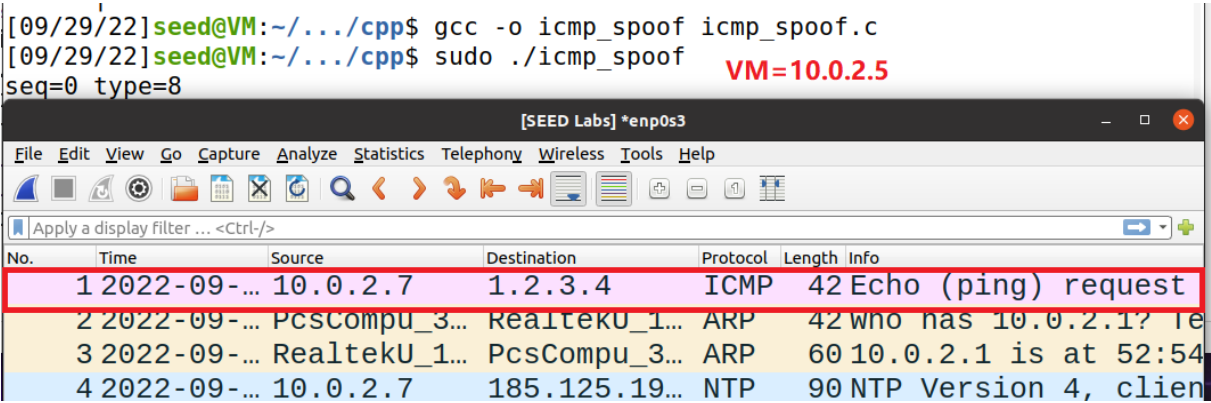 [09/29/22]seed@VM:~/.../cpp$ gcc -o icmp_spoof icmp_spoof.c
[09/29/22]seed@VM:~/.../cpp$ sudo ./icmp_spoof
VM=10.0.2.5
seq=0 type=8
[SEED Labs] *enp0s3
File Edit View Go Capture Analyze Statistics Telephony Wireless Tools Help
Apply a display filter … <Ctrl-/>
No. Time Source Destination Protocol Length Info
1 2022-09-… 10.0.2.7 1.2.3.4 ICMP 42 Echo (ping) request
2 2022-09-… PcsCompu_3… RealtekU_1… ARP 42 Who has 10.0.2.1? Te
3 2022-09-… RealtekU_1… PcsCompu_3… ARP 60 10.0.2.1 is at 52:54
4 2022-09-… 10.0.2.7 185.125.19… NTP 90 NTP Version 4, clien